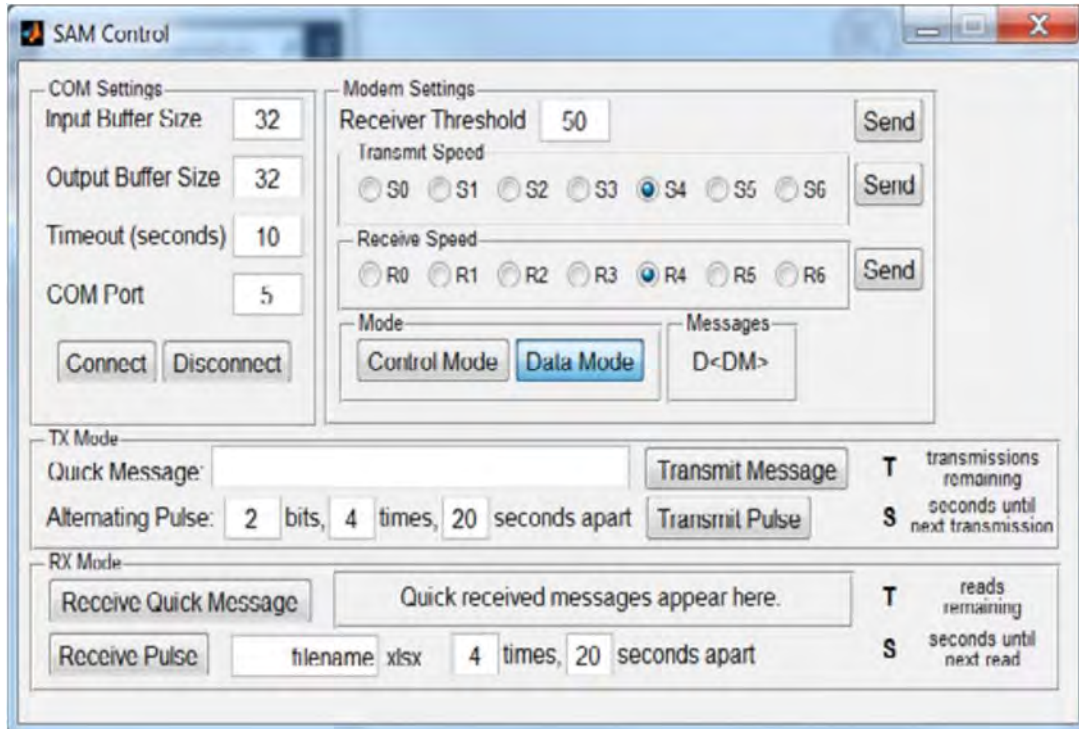 SAM Control
COM Settings
Input Buffer Size 32
Output Buffer Size 32
Timeout (seconds) 10
COM Port 5
Connect Disconnect
Modem Settings
Receiver Threshold 50 Send
Transmit Speed
S0 S1 S2 S3 S4 S5 S6 Send
Receive Speed
R0 R1 R2 R3 R4 R5 R6 Send
Mode
Control Mode Data Mode
Messages
D<DM>
TX Mode
Quick Message: Transmit Message
T transmissions
remaining
Alternating Pulse: 2 bits, 4 times, 20 seconds apart Transmit Pulse
S seconds until
next transmission
RX Mode
Receive Quick Message Quick received messages appear here.
T reads
remaining
Receive Pulse filename xlsx 4 times, 20 seconds apart
S seconds until
next read